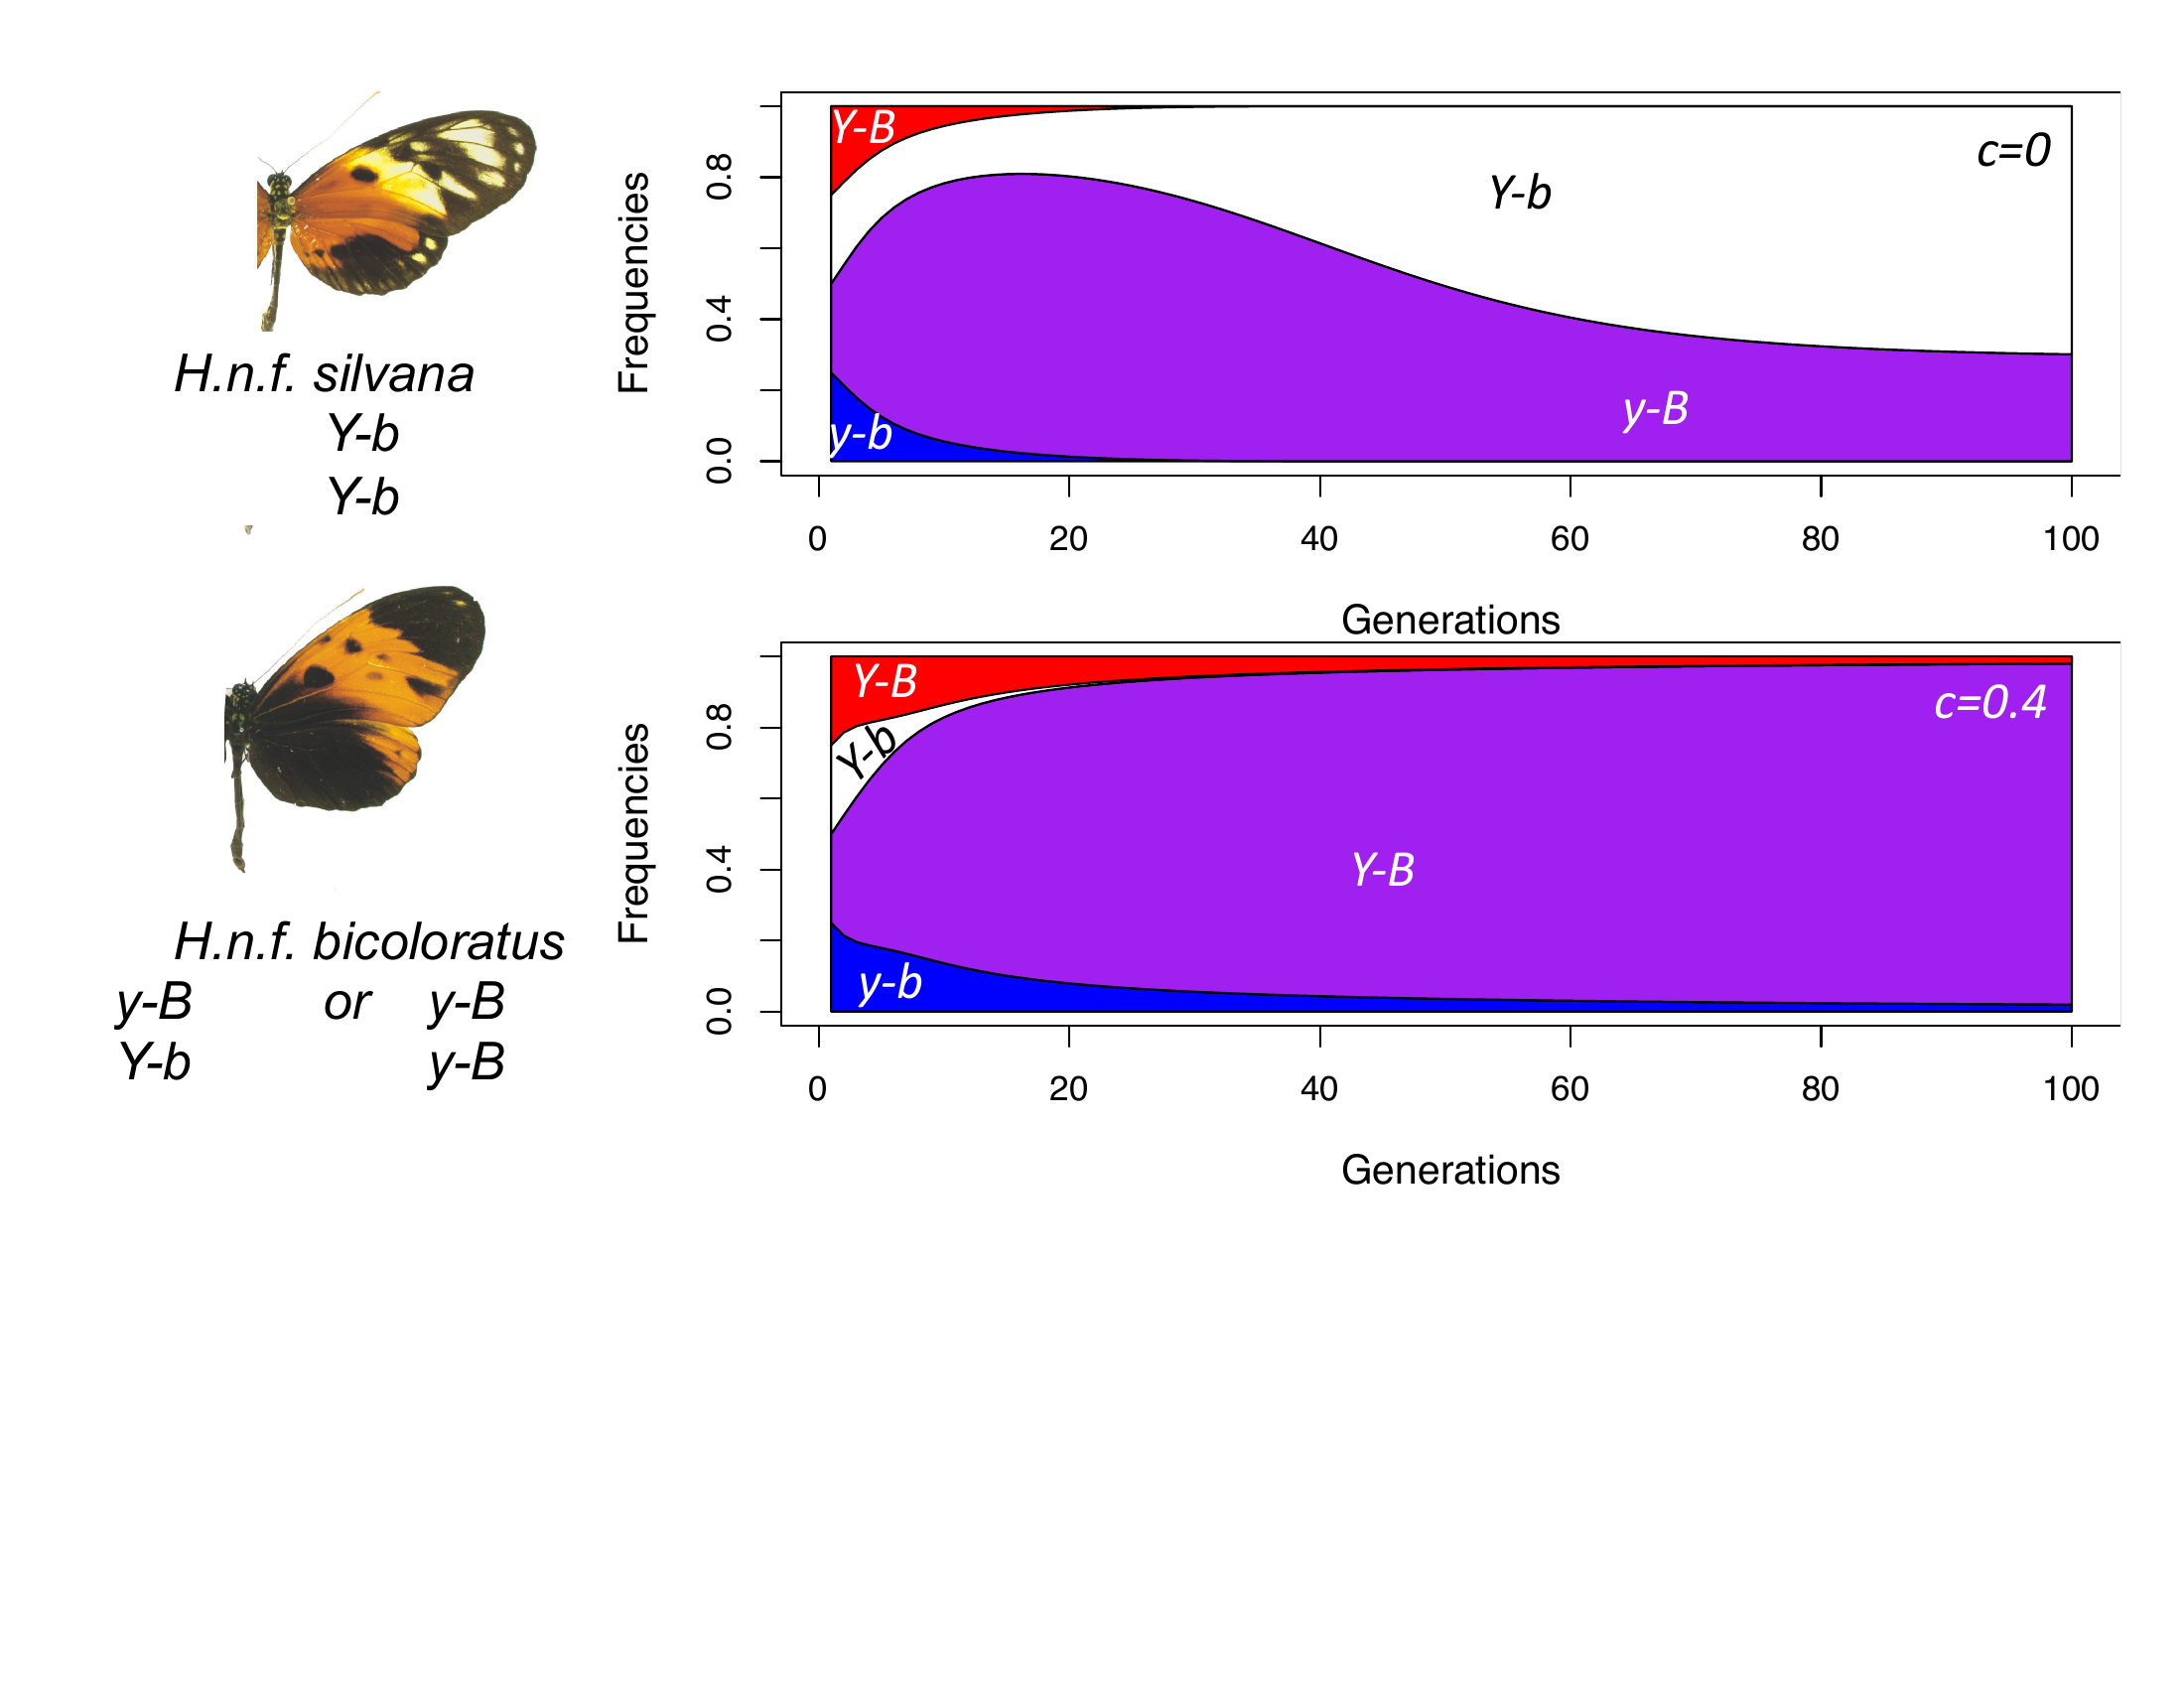 H.n.f. silvana
Y-b
Y-b
H.n.f. bicoloratus
y-B or y-B
Y-b y-B
Frequencies
0.0 0.4 0.8
Y-B
c=0
Y-b
y-B
y-b
0 20 40 60 80 100
Generations
Frequencies
0.0 0.4 0.8
Y-B
c=0.4
Y-b
Y-B
y-b
0 20 40 60 80 100
Generations